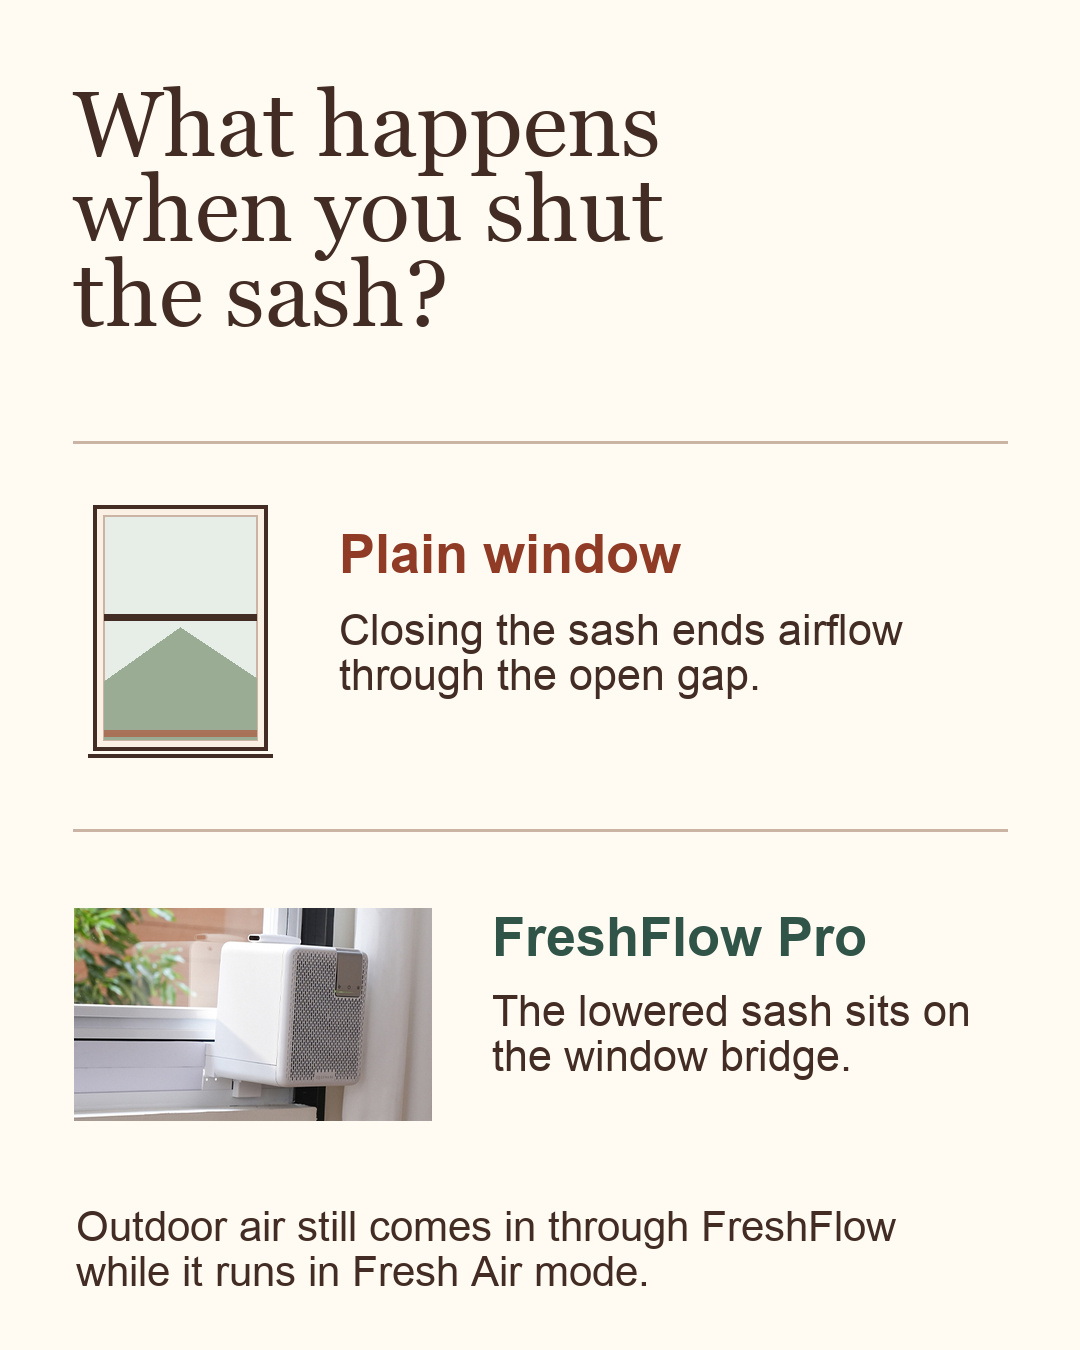 What happens
when you shut
the sash?
Plain window
Closing the sash ends airflow
through the open gap.
FreshFlow Pro
The lowered sash sits on
the window bridge.
Outdoor air still comes in through FreshFlow
while it runs in Fresh Air mode.